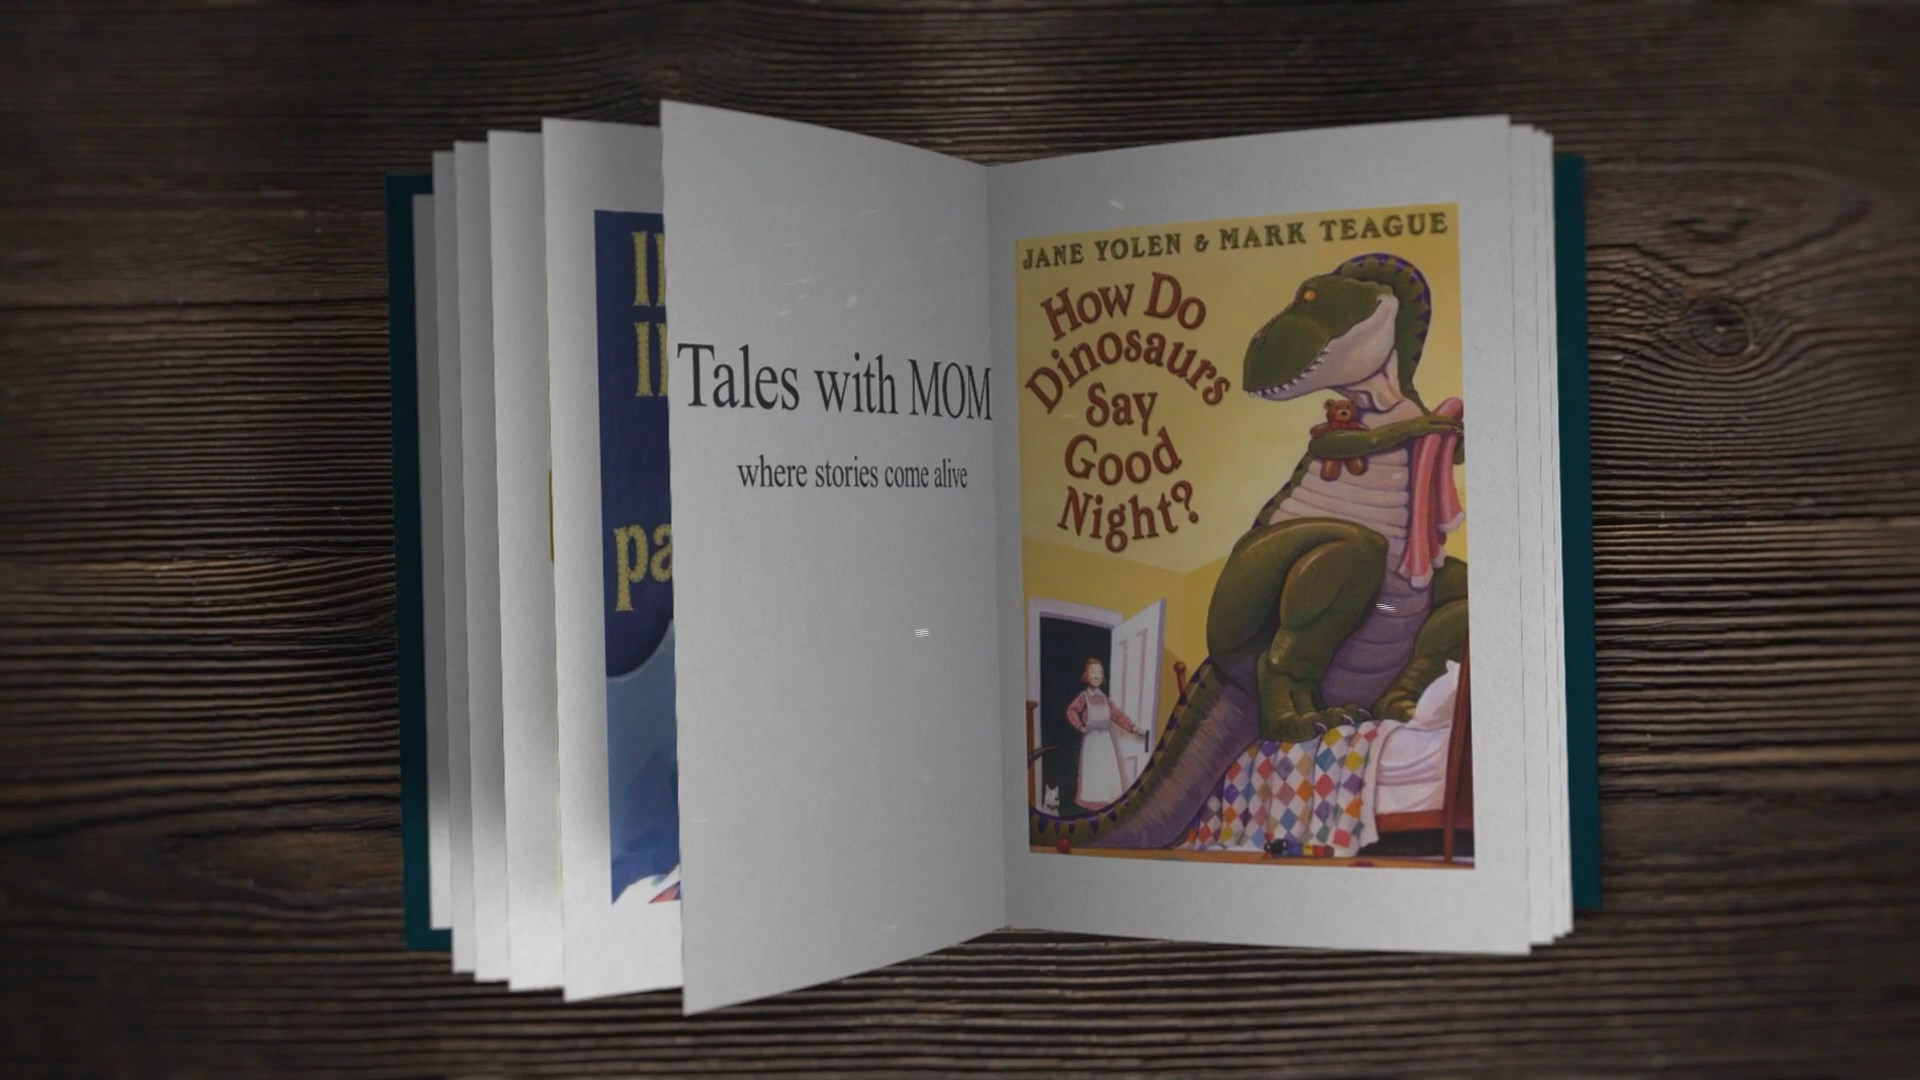 Tales with MOM
where stories come alive
JANE YOLEN & MARK TEAGUE
How Do
Dinosaurs
Say
Good
Night?